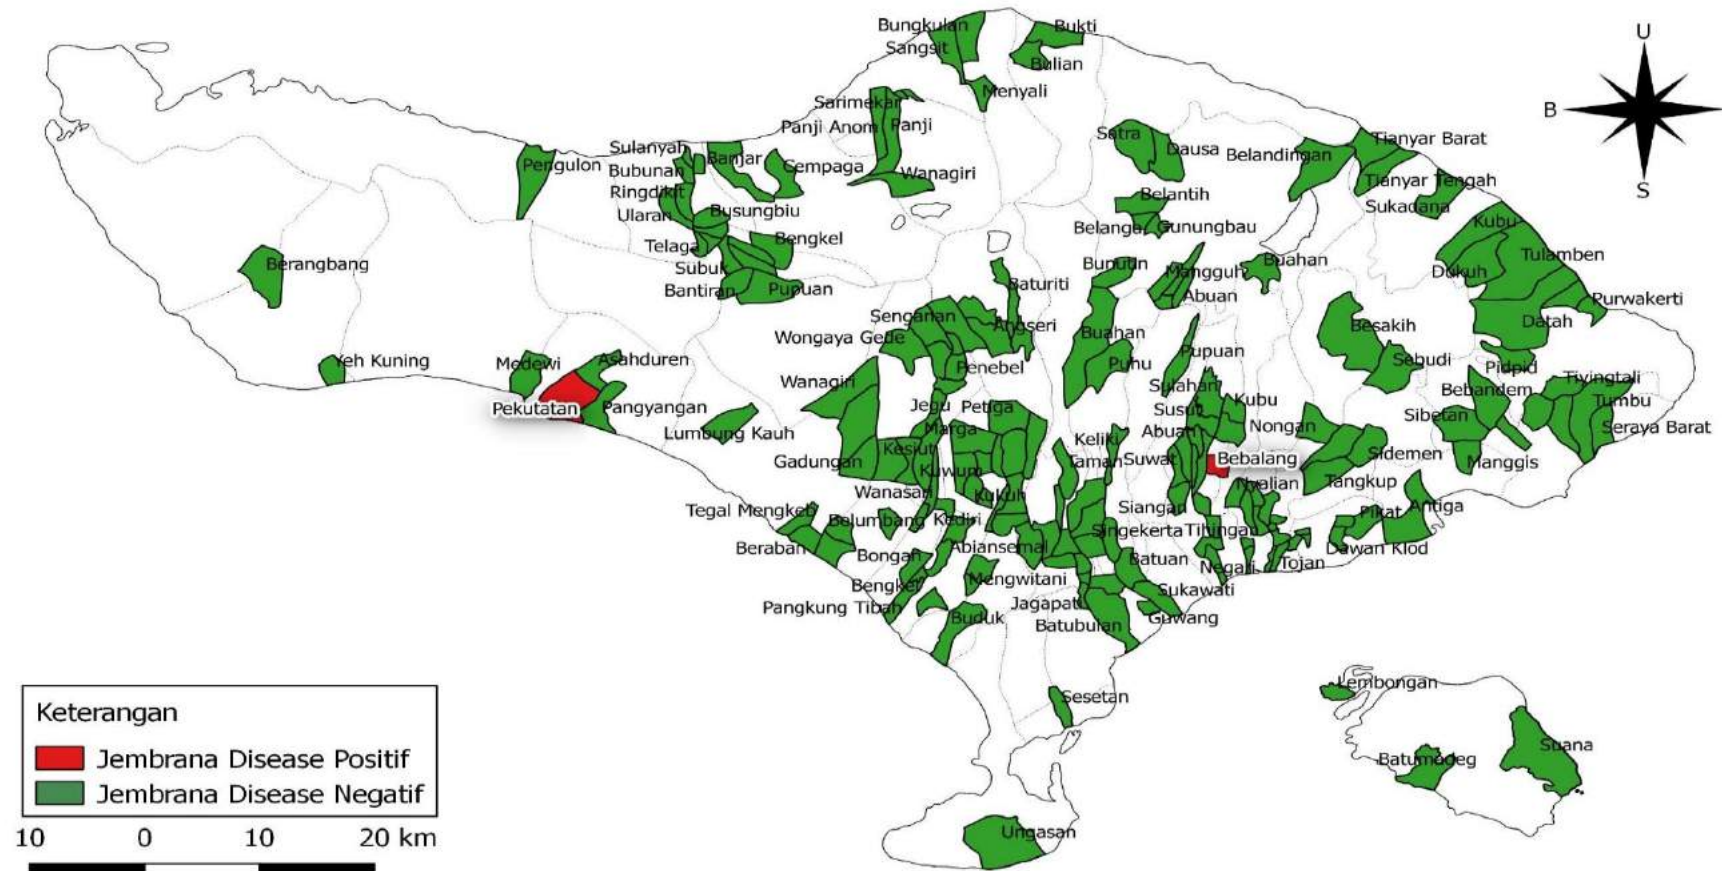 Bungkulan
Bukti
Sangsit
Bulian
U
Menyali
Sarimekar
B
Panji Anom
Panji
Satra
Tianyar Barat
Sulanyah
Banjar
Dausa
Belandingan
Pengulon
Bubunan
Cempaga
Wanagiri
Tianyar Tengah
S
Ringdikit
Belantih
Ularan
Busungbiu
Sukadana
Kubu
Belanga
Gunungbau
Telaga
Bengkel
Tulamben
Berangbang
Subuk
Bunutin
Mangguh
Buahan
Dukuh
Bantiran
Pupuan
Baturiti
Abuan
Purwakerti
Senganan
Angseri
Besakih
Datah
Wongaya Gede
Buahan
Yeh Kuning
Medewi
Asahduren
Penebel
Puhu
Pupuan
Sebudi
Pidpid
Wanagiri
Sulahan
Bebandem
Tiyingtali
Pekutatan
Pangyangan
Jegu
Petiga
Susut
Kubu
Sibetan
Tumbu
Lumbung Kauh
Marga
Keliki
Abuan
Nongan
Seraya Barat
Gadungan
Kesiut
Kuwum
Taman
Suwat
Bebalang
Sidemen
Manggis
Wanasari
Kukuh
Nyalian
Tangkup
Tegal Mengkeb
Belumbang
Kediri
Siangan
Pikat
Antiga
Beraban
Bongan
Abiansemal
Singekerta
Tihingan
Dawan Klod
Bengkel
Mengwitani
Batuan
Negari
Tojan
Pangkung Tibah
Buduk
Jagapati
Sukawati
Batubulan
Guwang
Sesetan
Lembongan
Keterangan
Suana
Jembrana Disease Positif
Batumadeg
Jembrana Disease Negatif
10 0 10 20 km
Ungasan